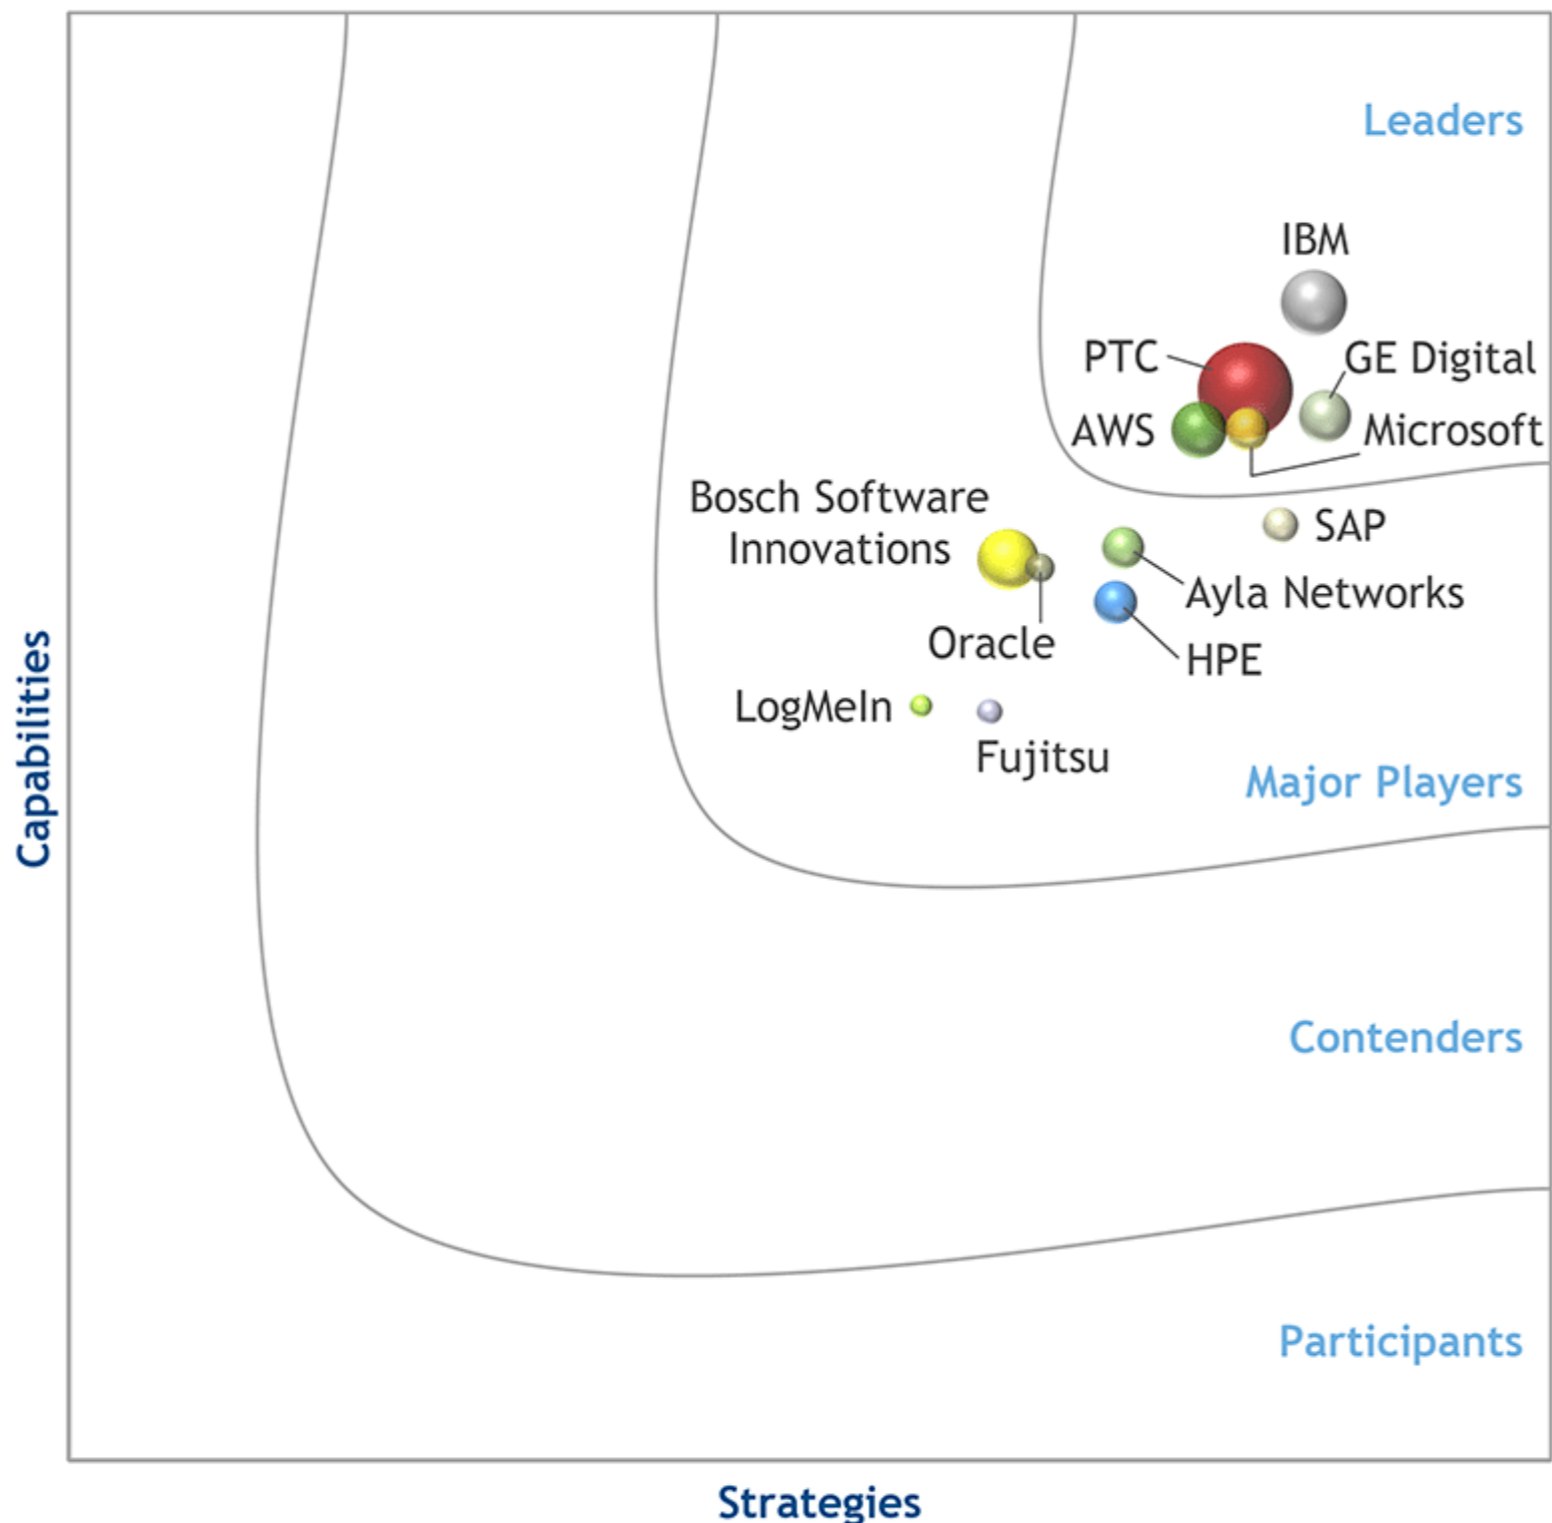 Leaders
IBM
PTC
GE Digital
AWS
Microsoft
Bosch Software
Innovations
SAP
Ayla Networks
Oracle
HPE
LogMeIn
Fujitsu
Major Players
Capabilities
Contenders
Participants
Strategies